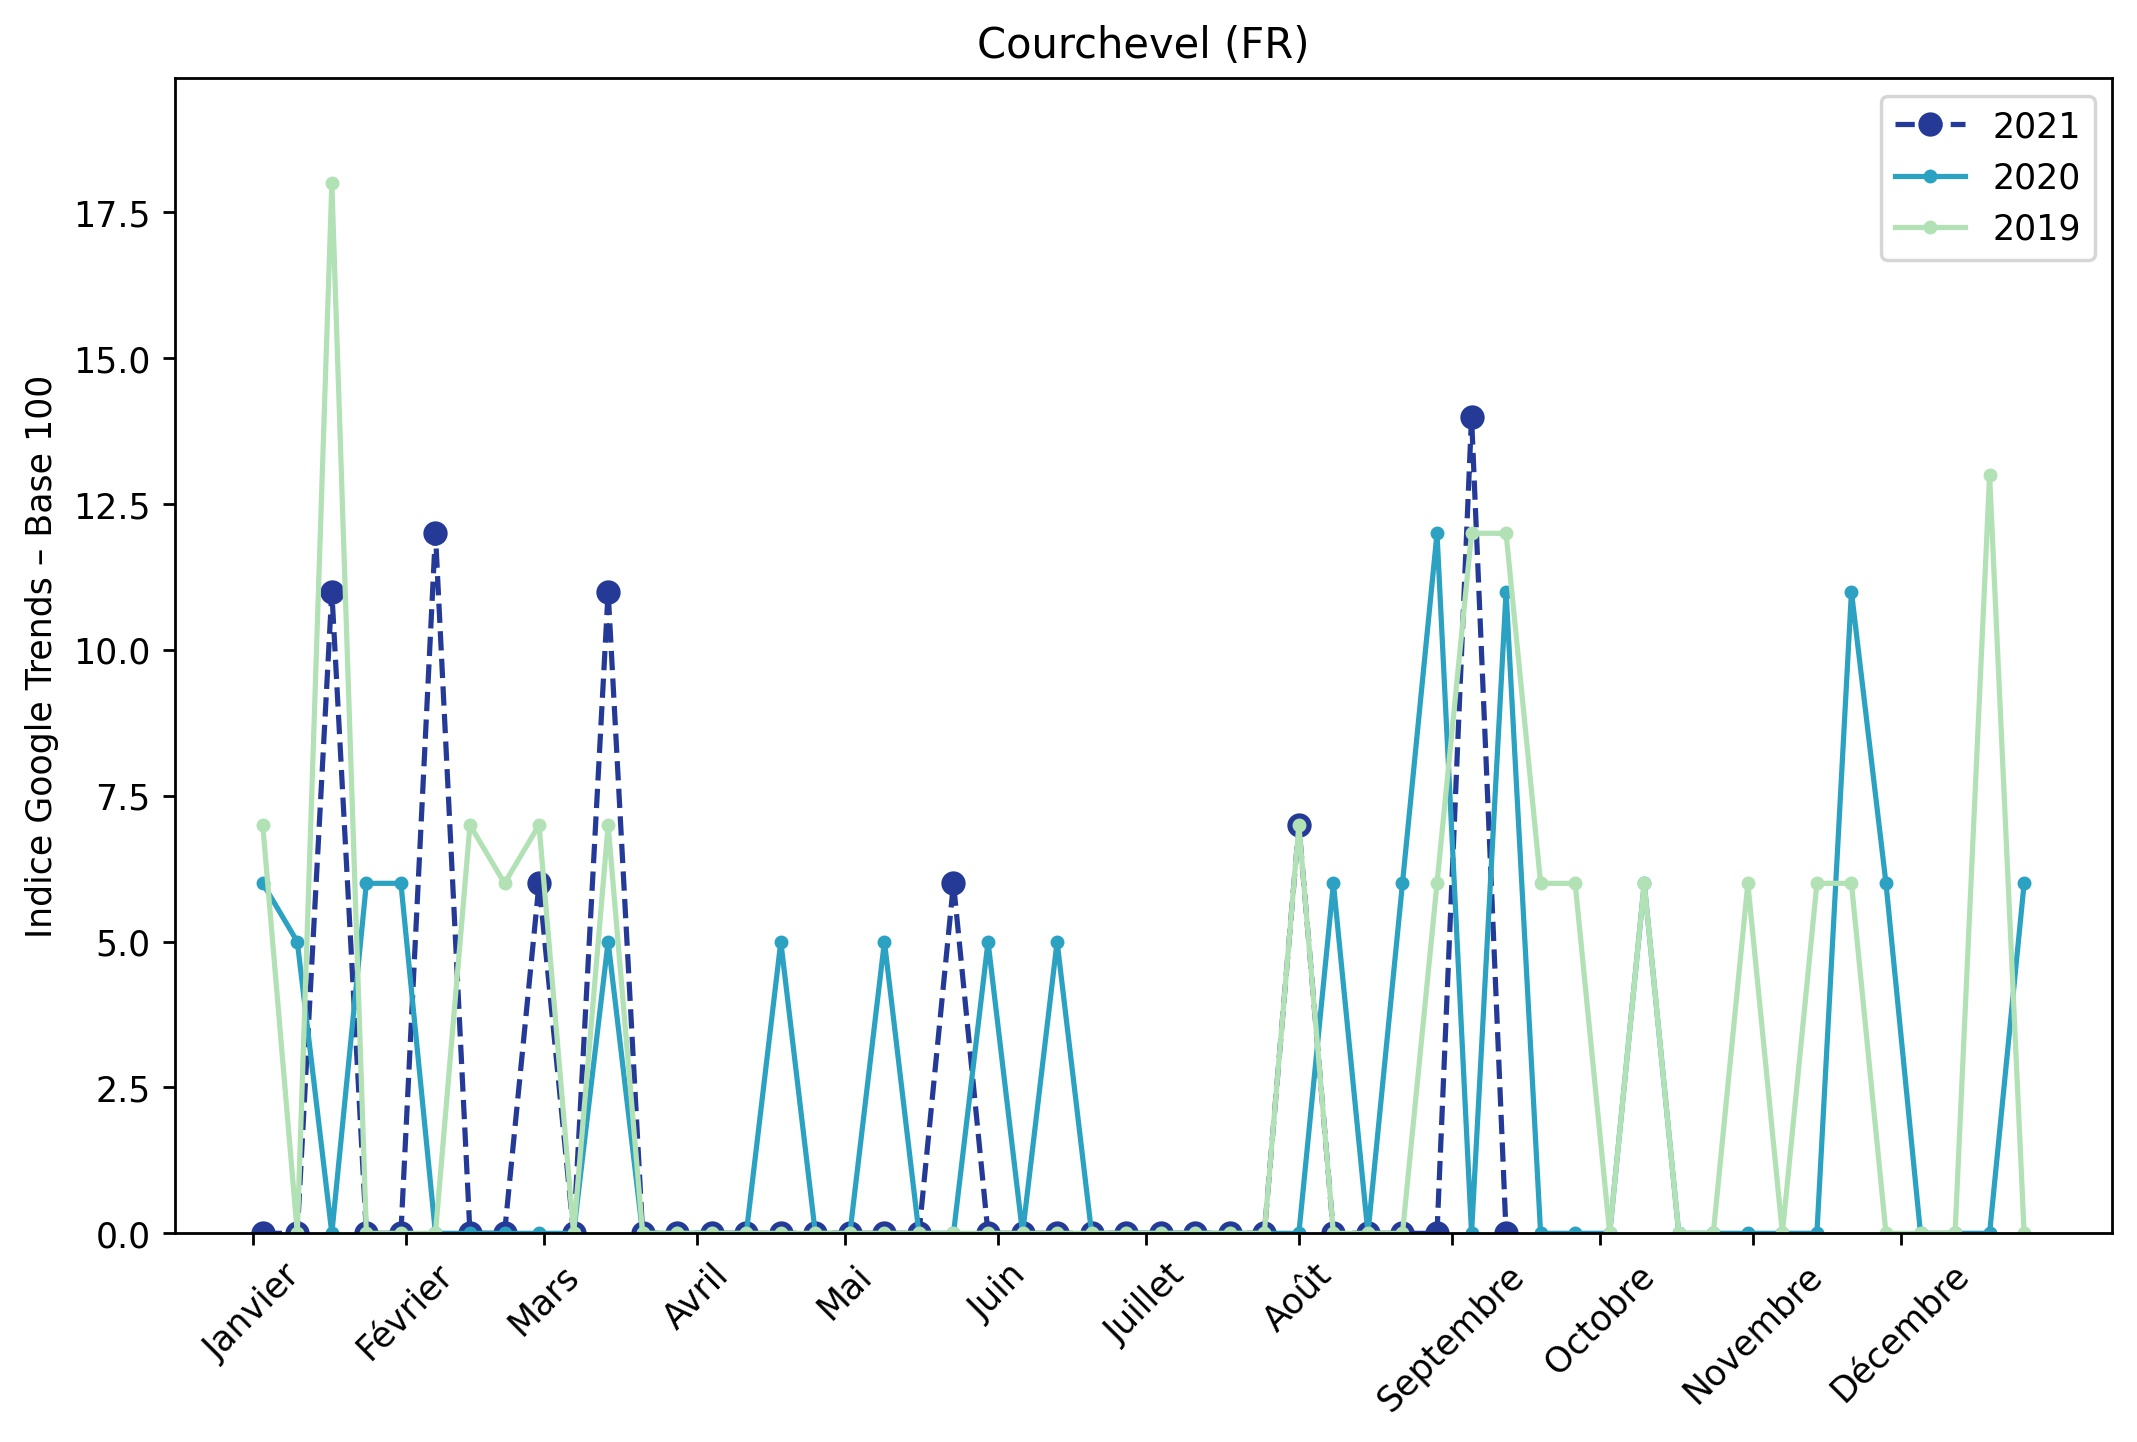 Courchevel (FR)
2021
2020
2019
Indice Google Trends – Base 100
17.5
15.0
12.5
10.0
7.5
5.0
2.5
0.0
Janvier
Février
Mars
Avril
Mai
Juin
Juillet
Août
Septembre
Octobre
Novembre
Décembre